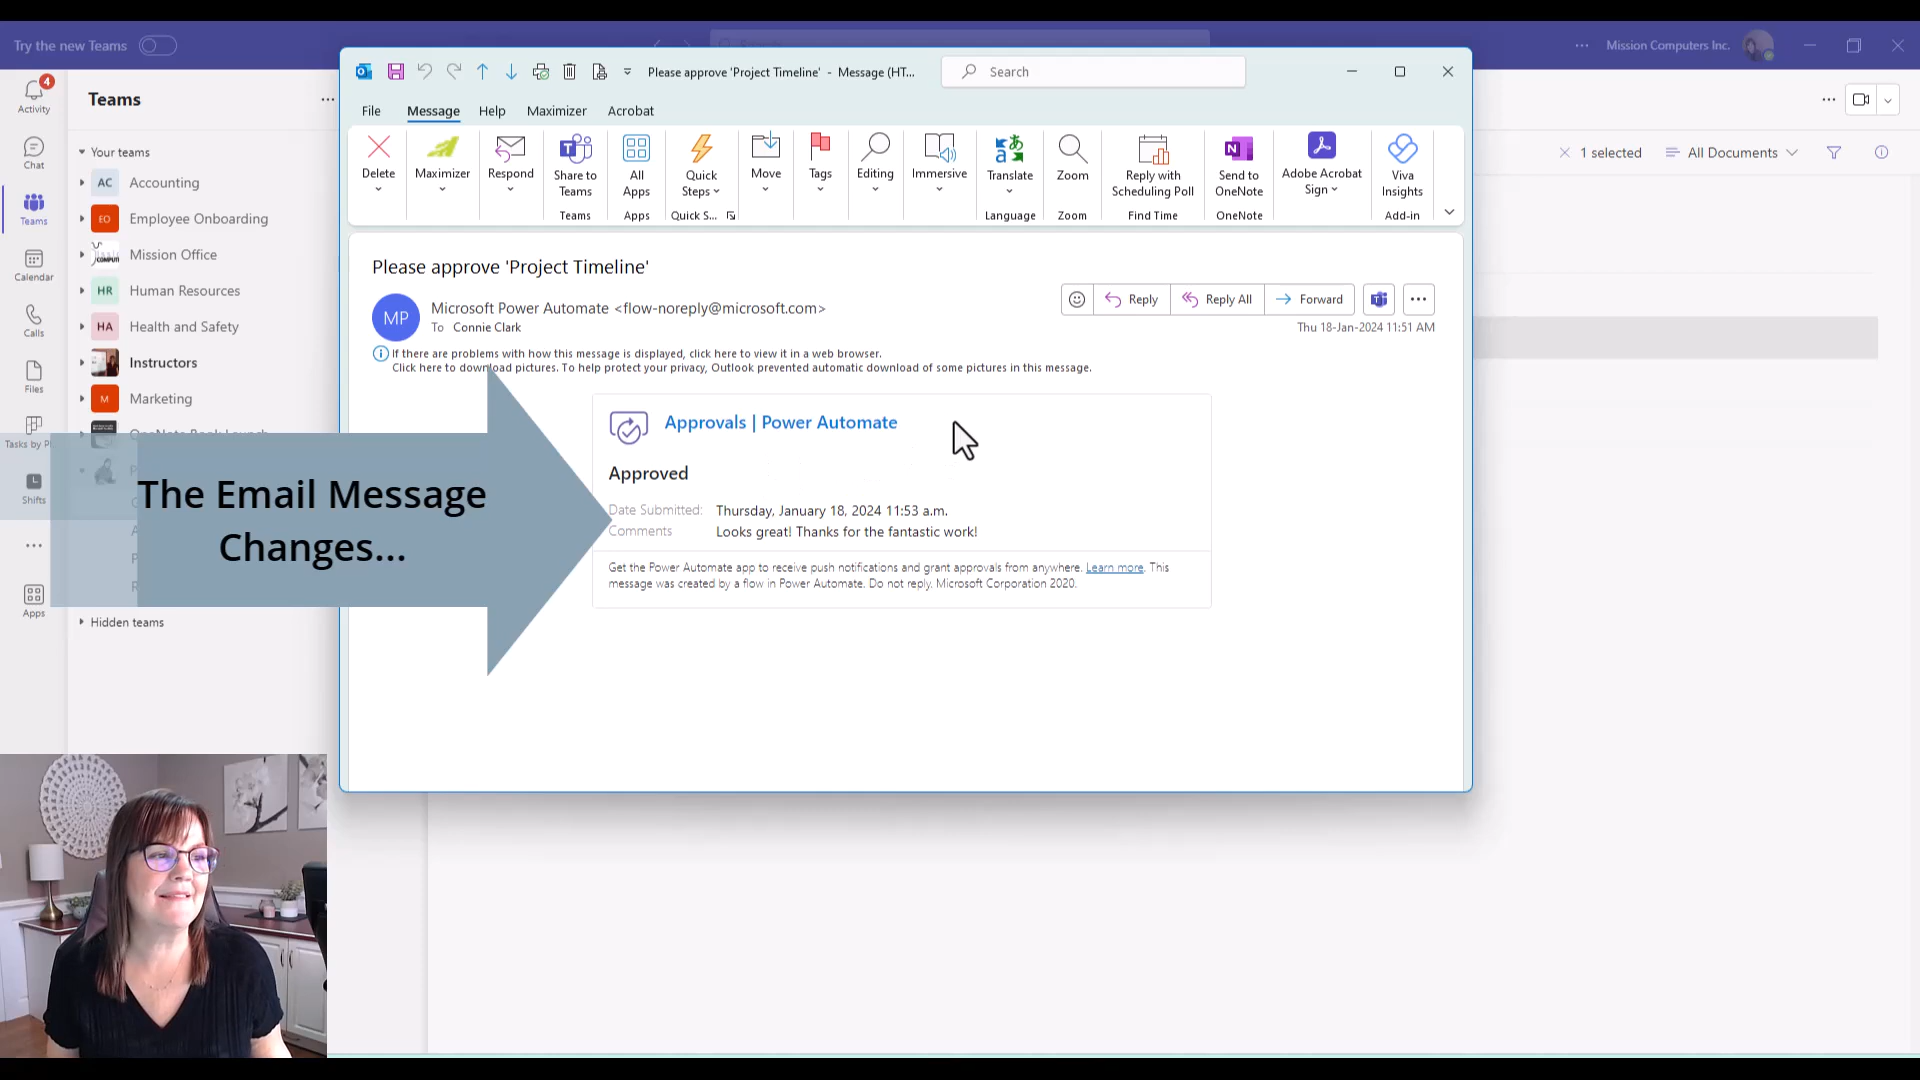 Try the new Teams
Mission Computers Inc.
Please approve 'Project Timeline' - Message (HT...
Search
File
Message
Help
Maximizer
Acrobat
Delete
Maximizer
Respond
Share to
Teams
All
Apps
Quick
Steps
Move
Tags
Editing
Immersive
Translate
Zoom
Reply with
Scheduling Poll
Send to
OneNote
Adobe Acrobat
Sign
Viva
Insights
Teams
Apps
Quick S...
Language
Zoom
Find Time
OneNote
Add-in
4
Activity
Chat
Teams
Calendar
Calls
Files
Tasks by Pl
Shifts
Apps
Teams
Your teams
AC Accounting
EO Employee Onboarding
Mission Office
HR Human Resources
HA Health and Safety
Instructors
M Marketing
Hidden teams
1 selected
All Documents
Please approve 'Project Timeline'
MP
Microsoft Power Automate <flow-noreply@microsoft.com>
To Connie Clark
Reply
Reply All
Forward
Thu 18-Jan-2024 11:51 AM
If there are problems with how this message is displayed, click here to view it in a web browser.
Click here to download pictures. To help protect your privacy, Outlook prevented automatic download of some pictures in this message.
Approvals | Power Automate
Approved
Date Submitted: Thursday, January 18, 2024 11:53 a.m.
Comments Looks great! Thanks for the fantastic work!
Get the Power Automate app to receive push notifications and grant approvals from anywhere. Learn more. This
message was created by a flow in Power Automate. Do not reply. Microsoft Corporation 2020.
The Email Message
Changes...